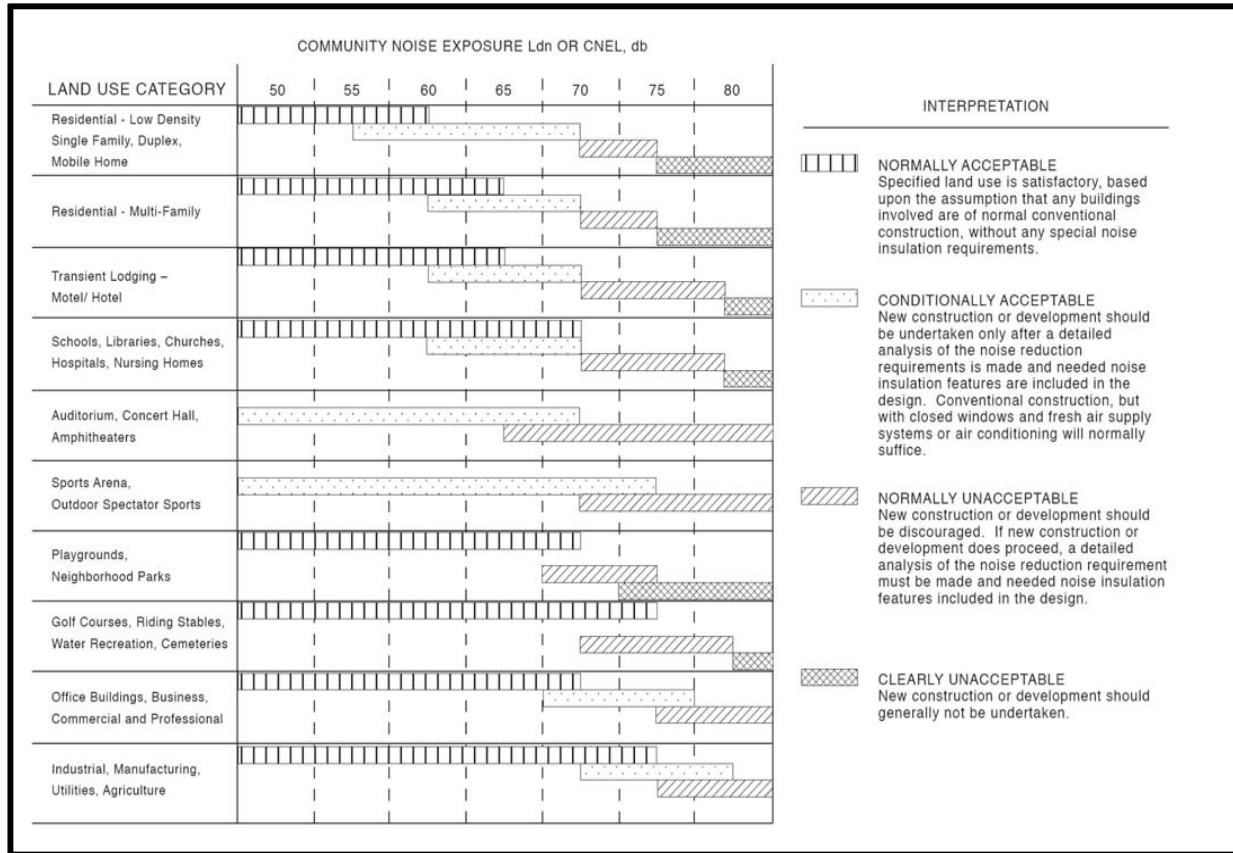 COMMUNITY NOISE EXPOSURE Ldn OR CNEL, db
LAND USE CATEGORY
50 55 60 65 70 75 80
Residential - Low Density
Single Family, Duplex,
Mobile Home
Residential - Multi-Family
Transient Lodging –
Motel/ Hotel
Schools, Libraries, Churches,
Hospitals, Nursing Homes
Auditorium, Concert Hall,
Amphitheaters
Sports Arena,
Outdoor Spectator Sports
Playgrounds,
Neighborhood Parks
Golf Courses, Riding Stables,
Water Recreation, Cemeteries
Office Buildings, Business,
Commercial and Professional
Industrial, Manufacturing,
Utilities, Agriculture
INTERPRETATION
NORMALLY ACCEPTABLE
Specified land use is satisfactory, based
upon the assumption that any buildings
involved are of normal conventional
construction, without any special noise
insulation requirements.
CONDITIONALLY ACCEPTABLE
New construction or development should
be undertaken only after a detailed
analysis of the noise reduction
requirements is made and needed noise
insulation features are included in the
design. Conventional construction, but
with closed windows and fresh air supply
systems or air conditioning will normally
suffice.
NORMALLY UNACCEPTABLE
New construction or development should
be discouraged. If new construction or
development does proceed, a detailed
analysis of the noise reduction requirement
must be made and needed noise insulation
features included in the design.
CLEARLY UNACCEPTABLE
New construction or development should
generally not be undertaken.